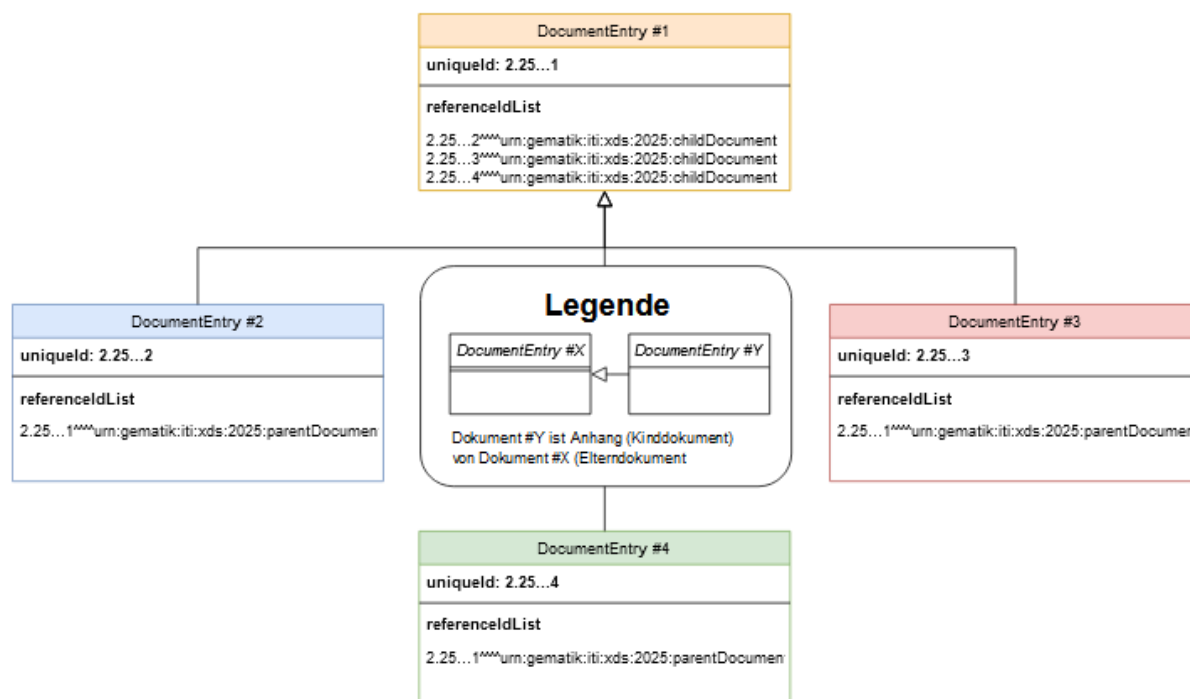 DocumentEntry #1
uniqueId: 2.25...1
referenceIdList
2.25...2^^^^urn:gematik:iti:xds:2025:childDocument
2.25...3^^^^urn:gematik:iti:xds:2025:childDocument
2.25...4^^^^urn:gematik:iti:xds:2025:childDocument
DocumentEntry #2
uniqueId: 2.25...2
referenceIdList
2.25...1^^^^urn:gematik:iti:xds:2025:parentDocumen
Legende
DocumentEntry #X
DocumentEntry #Y
Dokument #Y ist Anhang (Kinddokument)
von Dokument #X (Elterndokument
DocumentEntry #3
uniqueId: 2.25...3
referenceIdList
2.25...1^^^^urn:gematik:iti:xds:2025:parentDocumen
DocumentEntry #4
uniqueId: 2.25...4
referenceIdList
2.25...1^^^^urn:gematik:iti:xds:2025:parentDocumen